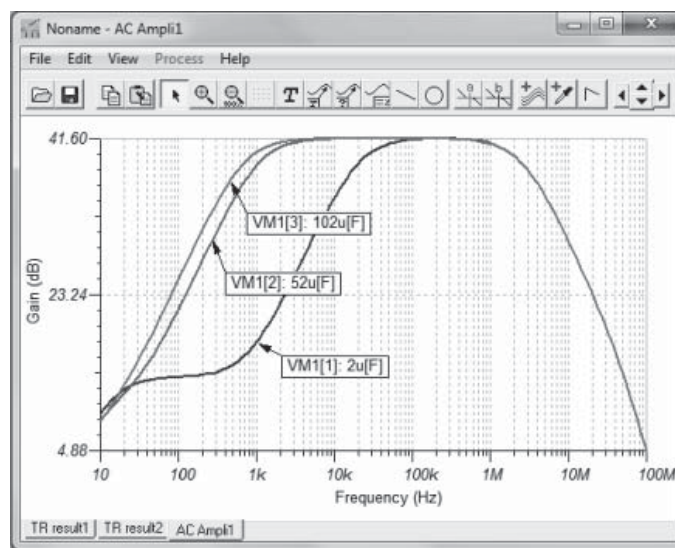 Noname - AC Ampli1
File Edit View Process Help
T
41.60
VM1[3]: 102u[F]
VM1[2]: 52u[F]
23.24
Gain (dB)
VM1[1]: 2u[F]
4.88
10 100 1k 10k 100k 1M 10M 100M
Frequency (Hz)
TR result1 TR result2 AC Ampli1